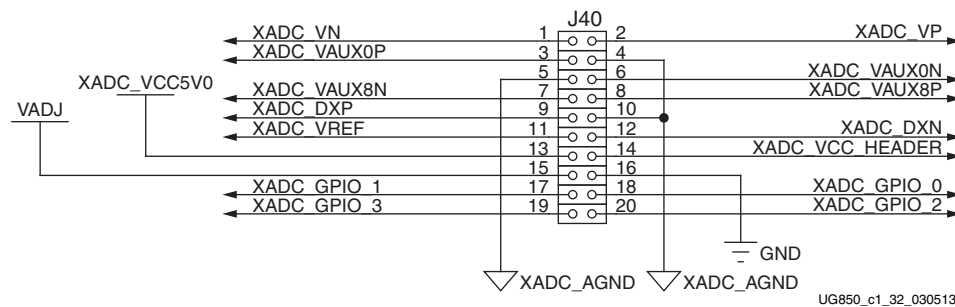 J40
XADC_VN 1 2 XADC_VP
XADC_VAUX0P 3 4
5 6 XADC_VAUX0N
XADC_VCC5V0
XADC_VAUX8N 7 8 XADC_VAUX8P
VADJ
XADC_DXP 9 10
XADC_VREF 11 12 XADC_DXN
13 14 XADC_VCC_HEADER
15 16
XADC_GPIO_1 17 18 XADC_GPIO_0
XADC_GPIO_3 19 20 XADC_GPIO_2
GND
XADC_AGND XADC_AGND
UG850_c1_32_030513